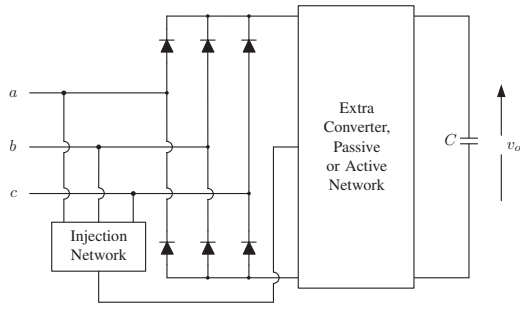 a
b
c
Injection
Network
Extra
Converter,
Passive
or Active
Network
C
v_o